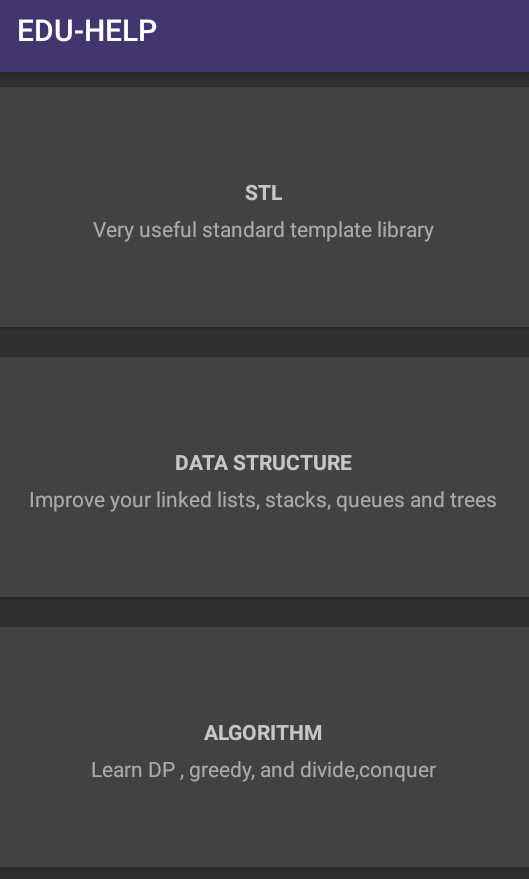 EDU-HELP
STL
Very useful standard template library
DATA STRUCTURE
Improve your linked lists, stacks, queues and trees
ALGORITHM
Learn DP , greedy, and divide,conquer